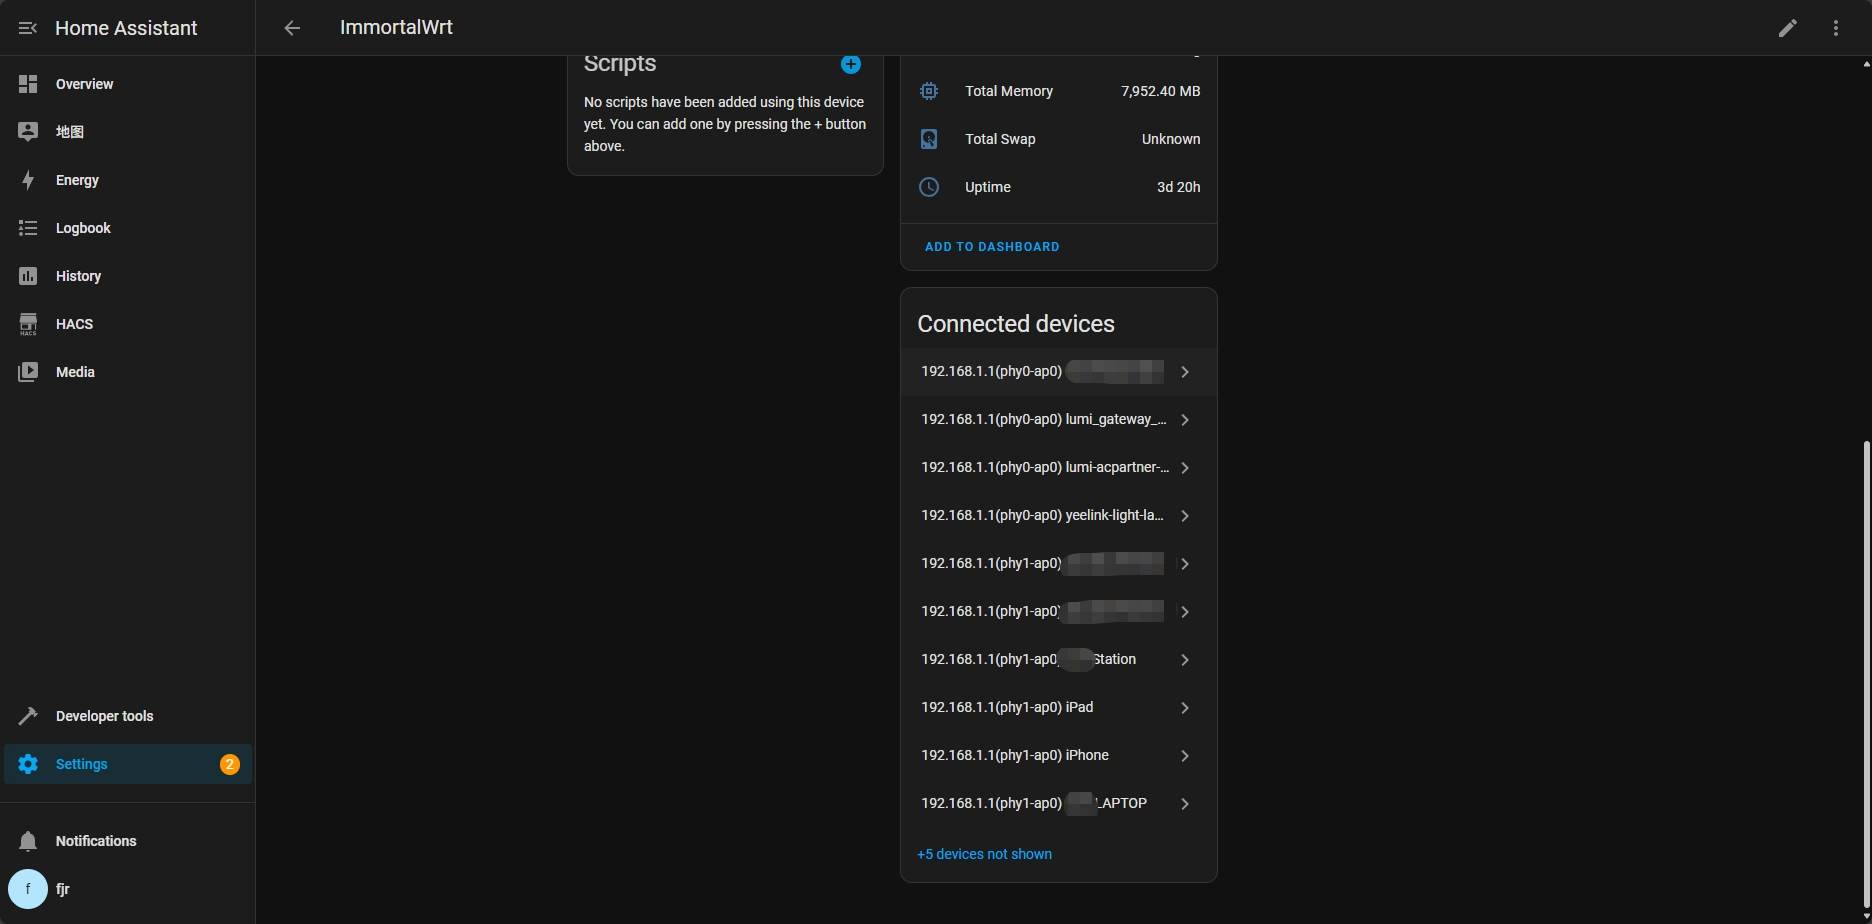 Home Assistant
ImmortalWrt
Overview
地图
Energy
Logbook
History
HACS
HACS
Media
Developer tools
Settings
2
Notifications
f
fjr
Scripts
No scripts have been added using this device
yet. You can add one by pressing the + button
above.
Total Memory 7,952.40 MB
Total Swap Unknown
Uptime 3d 20h
ADD TO DASHBOARD
Connected devices
192.168.1.1(phy0-ap0)
192.168.1.1(phy0-ap0) lumi_gateway_...
192.168.1.1(phy0-ap0) lumi-acpartner-...
192.168.1.1(phy0-ap0) yeelink-light-la...
192.168.1.1(phy1-ap0)
192.168.1.1(phy1-ap0)
192.168.1.1(phy1-ap0 Station
192.168.1.1(phy1-ap0) iPad
192.168.1.1(phy1-ap0) iPhone
192.168.1.1(phy1-ap0) LAPTOP
+5 devices not shown